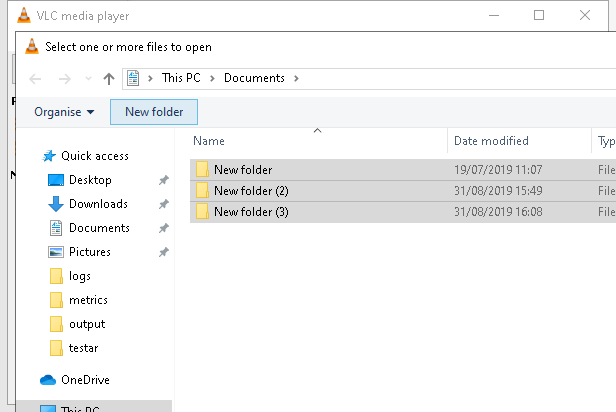 VLC media player
Select one or more files to open
This PC > Documents >
Organise New folder
Name Date modified Typ
Quick access
Desktop
Downloads
Documents
Pictures
logs
metrics
output
testar
OneDrive
This PC
New folder 19/07/2019 11:07 File
New folder (2) 31/08/2019 15:49 File
New folder (3) 31/08/2019 16:08 File